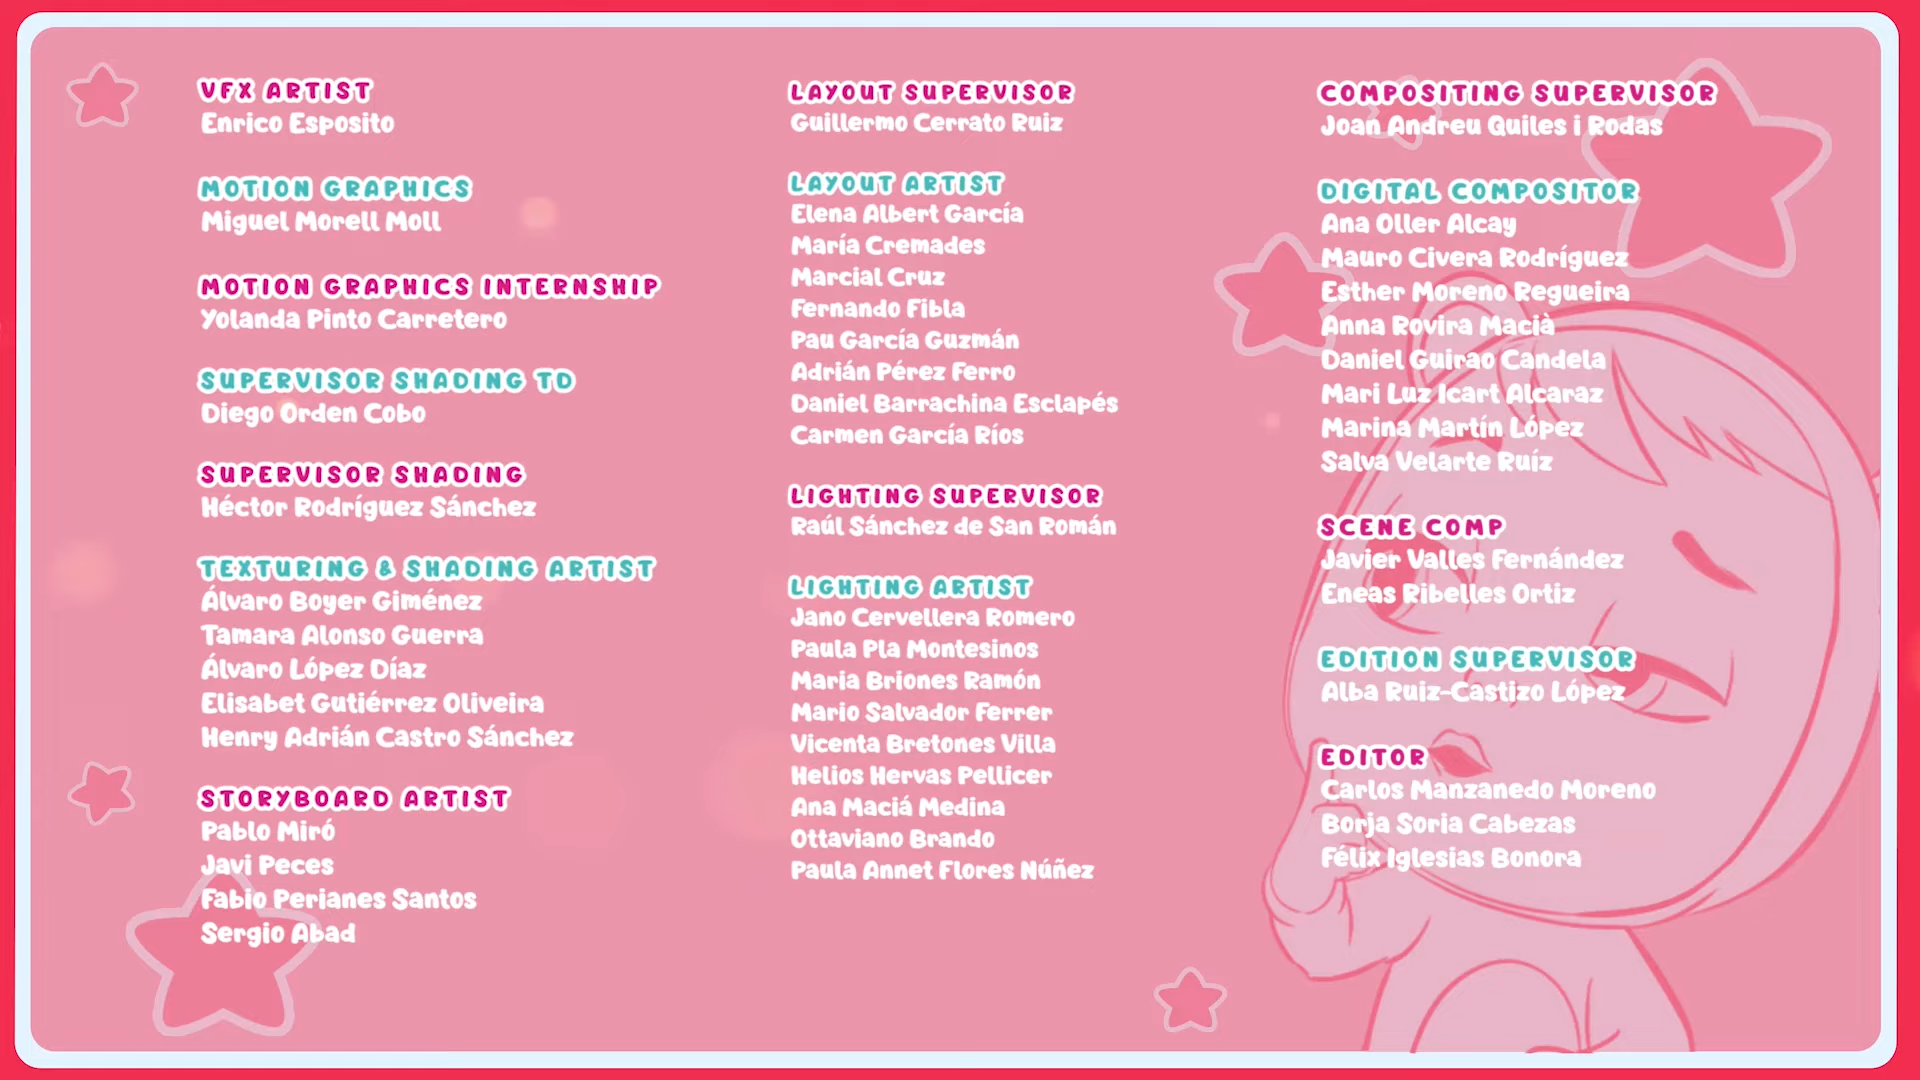 VFX ARTIST
Enrico Esposito
MOTION GRAPHICS
Miguel Morell Moll
MOTION GRAPHICS INTERNSHIP
Yolanda Pinto Carretero
SUPERVISOR SHADING TD
Diego Orden Cobo
SUPERVISOR SHADING
Héctor Rodríguez Sánchez
TEXTURING & SHADING ARTIST
Álvaro Boyer Giménez
Tamara Alonso Guerra
Álvaro López Díaz
Elisabet Gutiérrez Oliveira
Henry Adrián Castro Sánchez
STORYBOARD ARTIST
Pablo Miró
Javi Peces
Fabio Perianes Santos
Sergio Abad
LAYOUT SUPERVISOR
Guillermo Cerrato Ruiz
LAYOUT ARTIST
Elena Albert García
María Cremades
Marcial Cruz
Fernando Fibla
Pau García Guzmán
Adrián Pérez Ferro
Daniel Barrachina Esclapés
Carmen García Ríos
LIGHTING SUPERVISOR
Raúl Sánchez de San Román
LIGHTING ARTIST
Jano Cervellera Romero
Paula Pla Montesinos
Maria Briones Ramón
Mario Salvador Ferrer
Vicenta Bretones Villa
Helios Hervas Pellicer
Ana Maciá Medina
Ottaviano Brando
Paula Annet Flores Núñez
COMPOSITING SUPERVISOR
Joan Andreu Quiles i Rodas
DIGITAL COMPOSITOR
Ana Oller Alcay
Mauro Civera Rodríguez
Esther Moreno Regueira
Anna Rovira Macià
Daniel Guirao Candela
Mari Luz Icart Alcaraz
Marina Martín López
Salva Velarte Ruíz
SCENE COMP
Javier Valles Fernández
Eneas Ribelles Ortiz
EDITION SUPERVISOR
Alba Ruiz-Castizo López
EDITOR
Carlos Manzanedo Moreno
Borja Soria Cabezas
Félix Iglesias Bonora